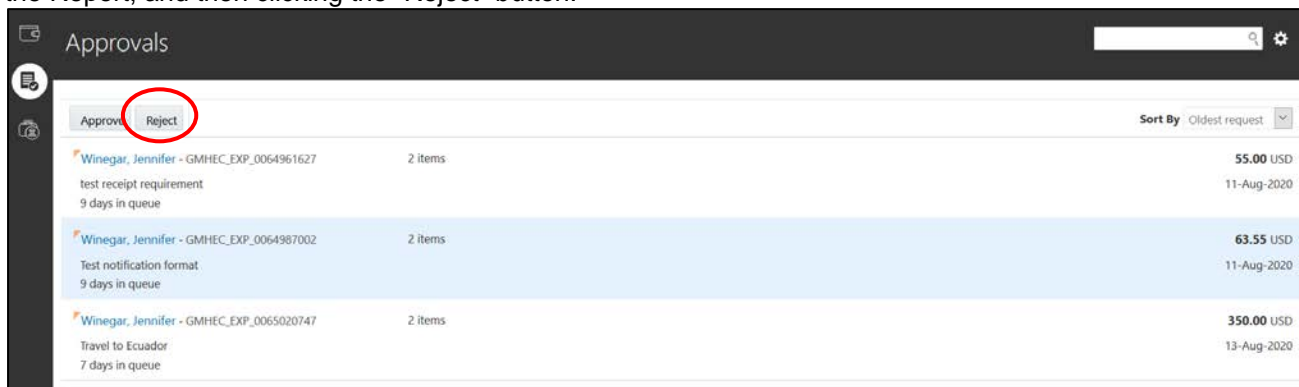 the Report, and then clicking the "Reject" button.
Approvals
Approve Reject Sort By Oldest request
Winegar, Jennifer - GMHEC_EXP_0064961627 2 items 55.00 USD
test receipt requirement 11-Aug-2020
9 days in queue
Winegar, Jennifer - GMHEC_EXP_0064987002 2 items 63.55 USD
Test notification format 11-Aug-2020
9 days in queue
Winegar, Jennifer - GMHEC_EXP_0065020747 2 items 350.00 USD
Travel to Ecuador 13-Aug-2020
7 days in queue